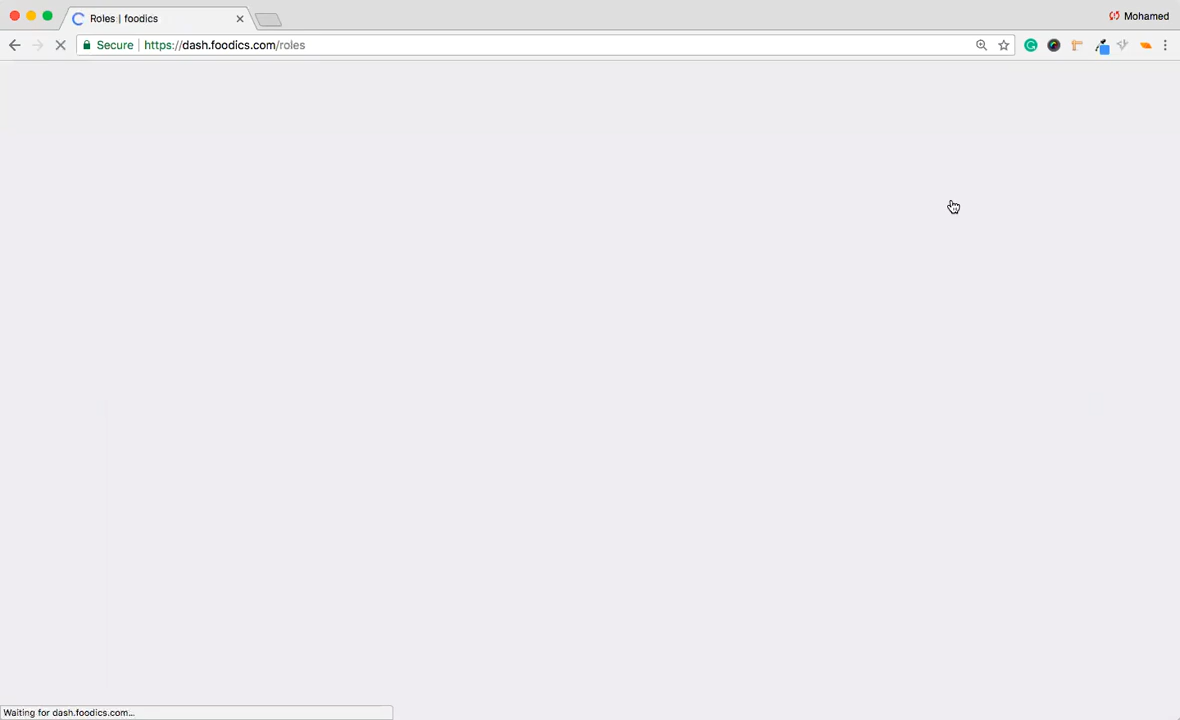 Roles | foodics
Mohamed
Secure https://dash.foodics.com/roles
Waiting for dash.foodics.com...